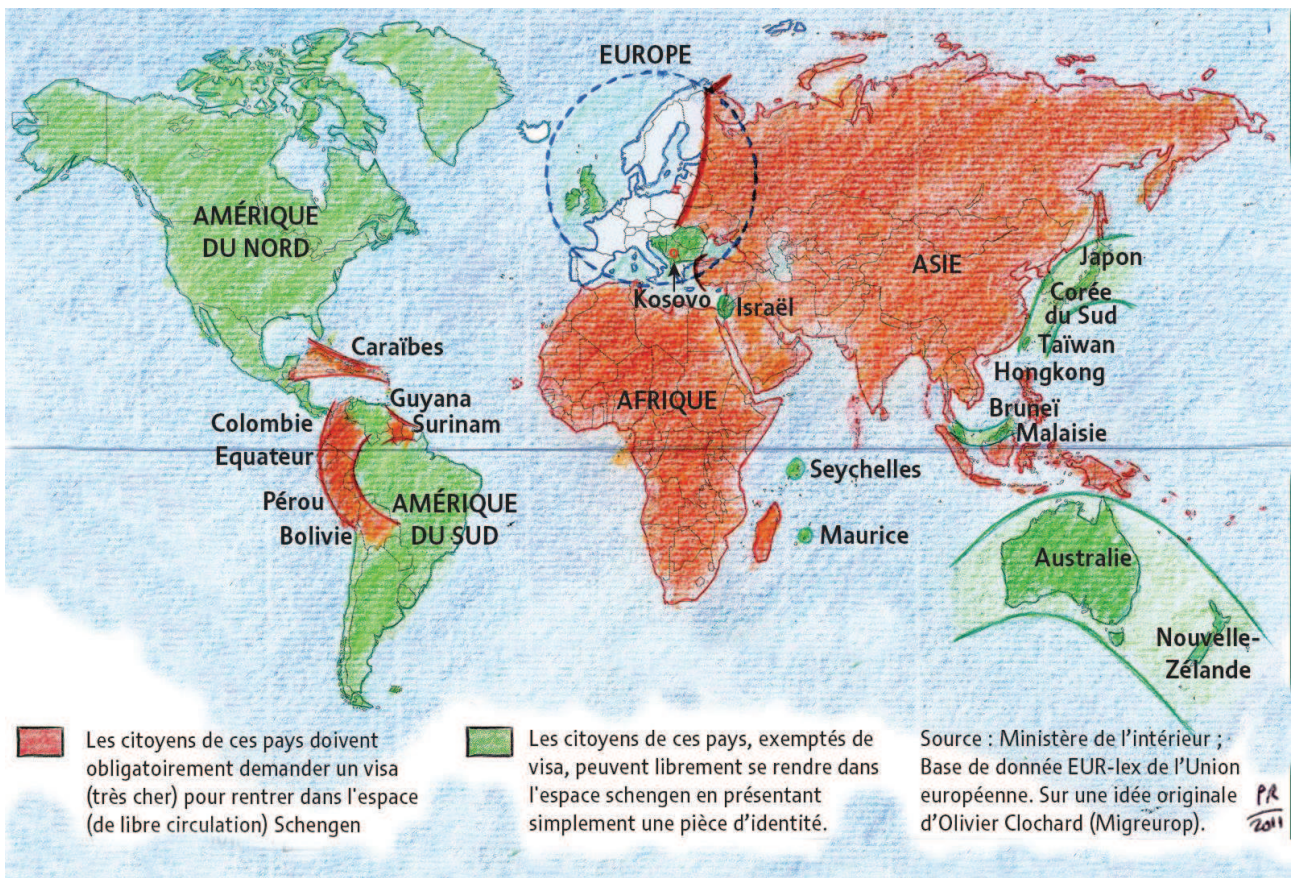 EUROPE
AMÉRIQUE
DU NORD
ASIE
Japon
Corée
du Sud
Taïwan
Hongkong
Kosovo
Israël
Caraïbes
Guyana
Surinam
Colombie
Equateur
AFRIQUE
Bruneï
Malaisie
Seychelles
Pérou
Bolivie
AMÉRIQUE
DU SUD
Maurice
Australie
Nouvelle-
Zélande
Les citoyens de ces pays doivent
obligatoirement demander un visa
(très cher) pour rentrer dans l'espace
(de libre circulation) Schengen
Les citoyens de ces pays, exemptés de
visa, peuvent librement se rendre dans
l'espace schengen en présentant
simplement une pièce d'identité.
Source : Ministère de l'intérieur ;
Base de donnée EUR-lex de l'Union
européenne. Sur une idée originale
d'Olivier Clochard (Migreurop).
PR
2011